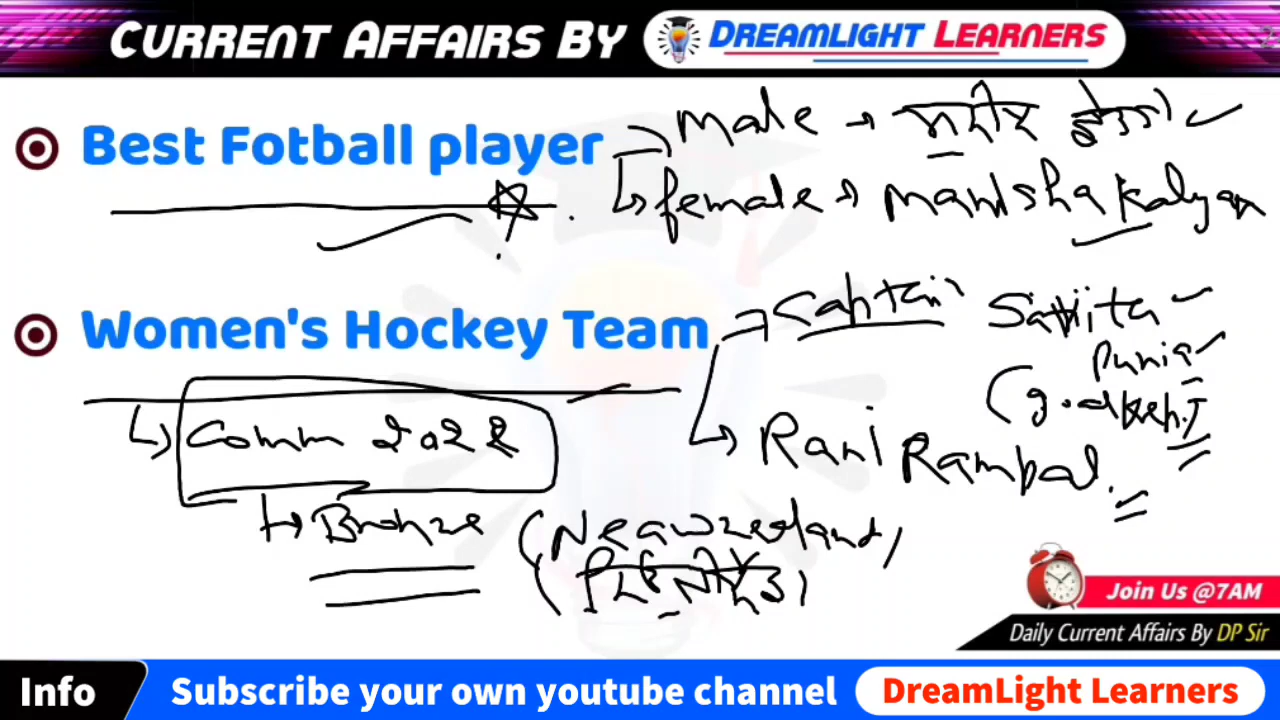 CURRENT AFFAIRS BY DREAMLIGHT LEARNERS
Best Fotball player
male →
female → manisha kalyan
Women's Hockey Team
Captain Savita
Punia
Rani Rampal
Comm 2022
Bronze
Join Us @7AM
Daily Current Affairs By DP Sir
Info
Subscribe your own youtube channel
DreamLight Learners